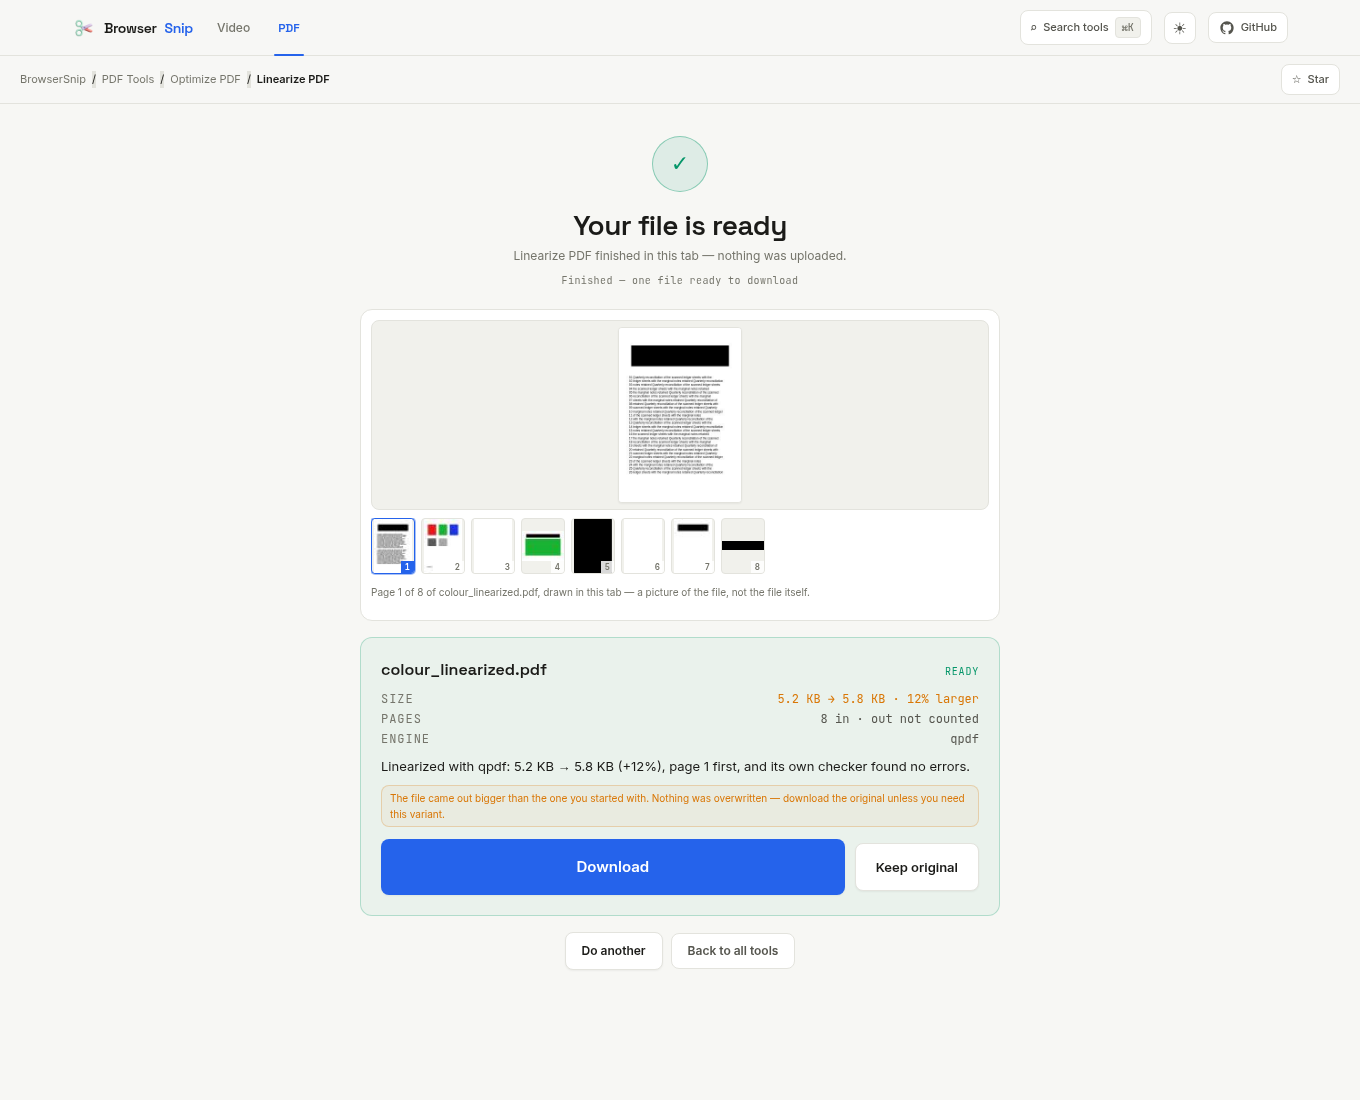 Browser Snip Video PDF Search tools ⌘K GitHub
BrowserSnip / PDF Tools / Optimize PDF / Linearize PDF ☆ Star
✓
Your file is ready
Linearize PDF finished in this tab — nothing was uploaded.
Finished — one file ready to download
1 2 3 4 5 6 7 8
Page 1 of 8 of colour_linearized.pdf, drawn in this tab — a picture of the file, not the file itself.
colour_linearized.pdf READY
SIZE 5.2 KB → 5.8 KB · 12% larger
PAGES 8 in · out not counted
ENGINE qpdf
Linearized with qpdf: 5.2 KB → 5.8 KB (+12%), page 1 first, and its own checker found no errors.
The file came out bigger than the one you started with. Nothing was overwritten — download the original unless you need
this variant.
Download Keep original
Do another Back to all tools